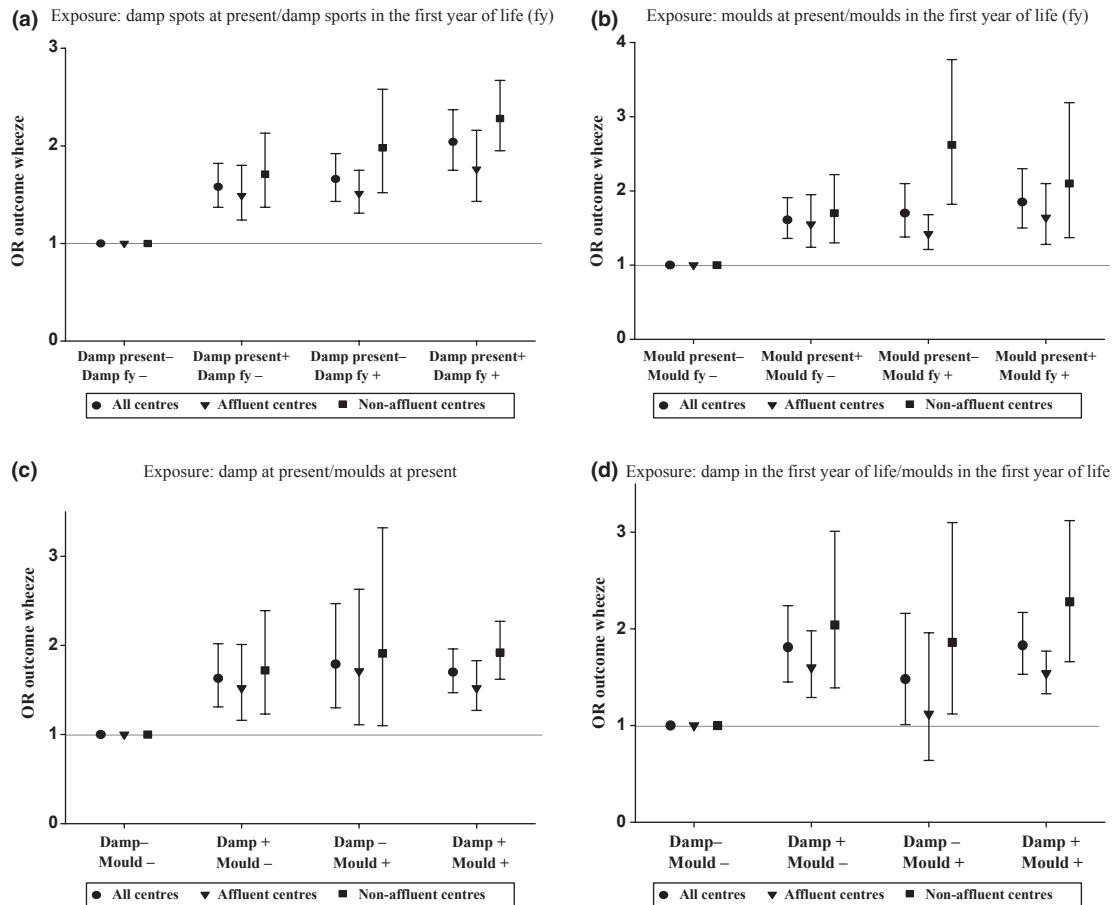 (a) Exposure: damp spots at present/damp sports in the first year of life (fy)
3
2
1
0
OR outcome wheeze
Damp present– Damp present+ Damp present– Damp present+
Damp fy – Damp fy – Damp fy + Damp fy +
All centres Affluent centres Non-affluent centres
(b) Exposure: moulds at present/moulds in the first year of life (fy)
4
3
2
1
0
OR outcome wheeze
Mould present– Mould present+ Mould present– Mould present+
Mould fy – Mould fy – Mould fy + Mould fy +
All centres Affluent centres Non-affluent centres
(c) Exposure: damp at present/moulds at present
3
2
1
0
OR outcome wheeze
Damp– Damp + Damp – Damp +
Mould – Mould – Mould + Mould +
All centres Affluent centres Non-affluent centres
(d) Exposure: damp in the first year of life/moulds in the first year of life
3
2
1
0
OR outcome wheeze
Damp– Damp + Damp – Damp +
Mould – Mould – Mould + Mould +
All centres Affluent centres Non-affluent centres